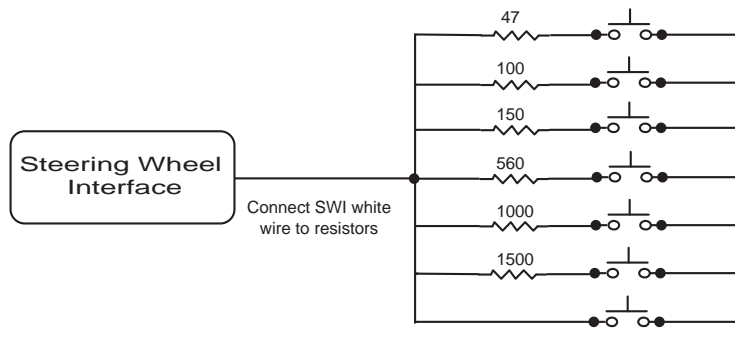 47
100
150
Steering Wheel
Interface
560
Connect SWI white
wire to resistors
1000
1500